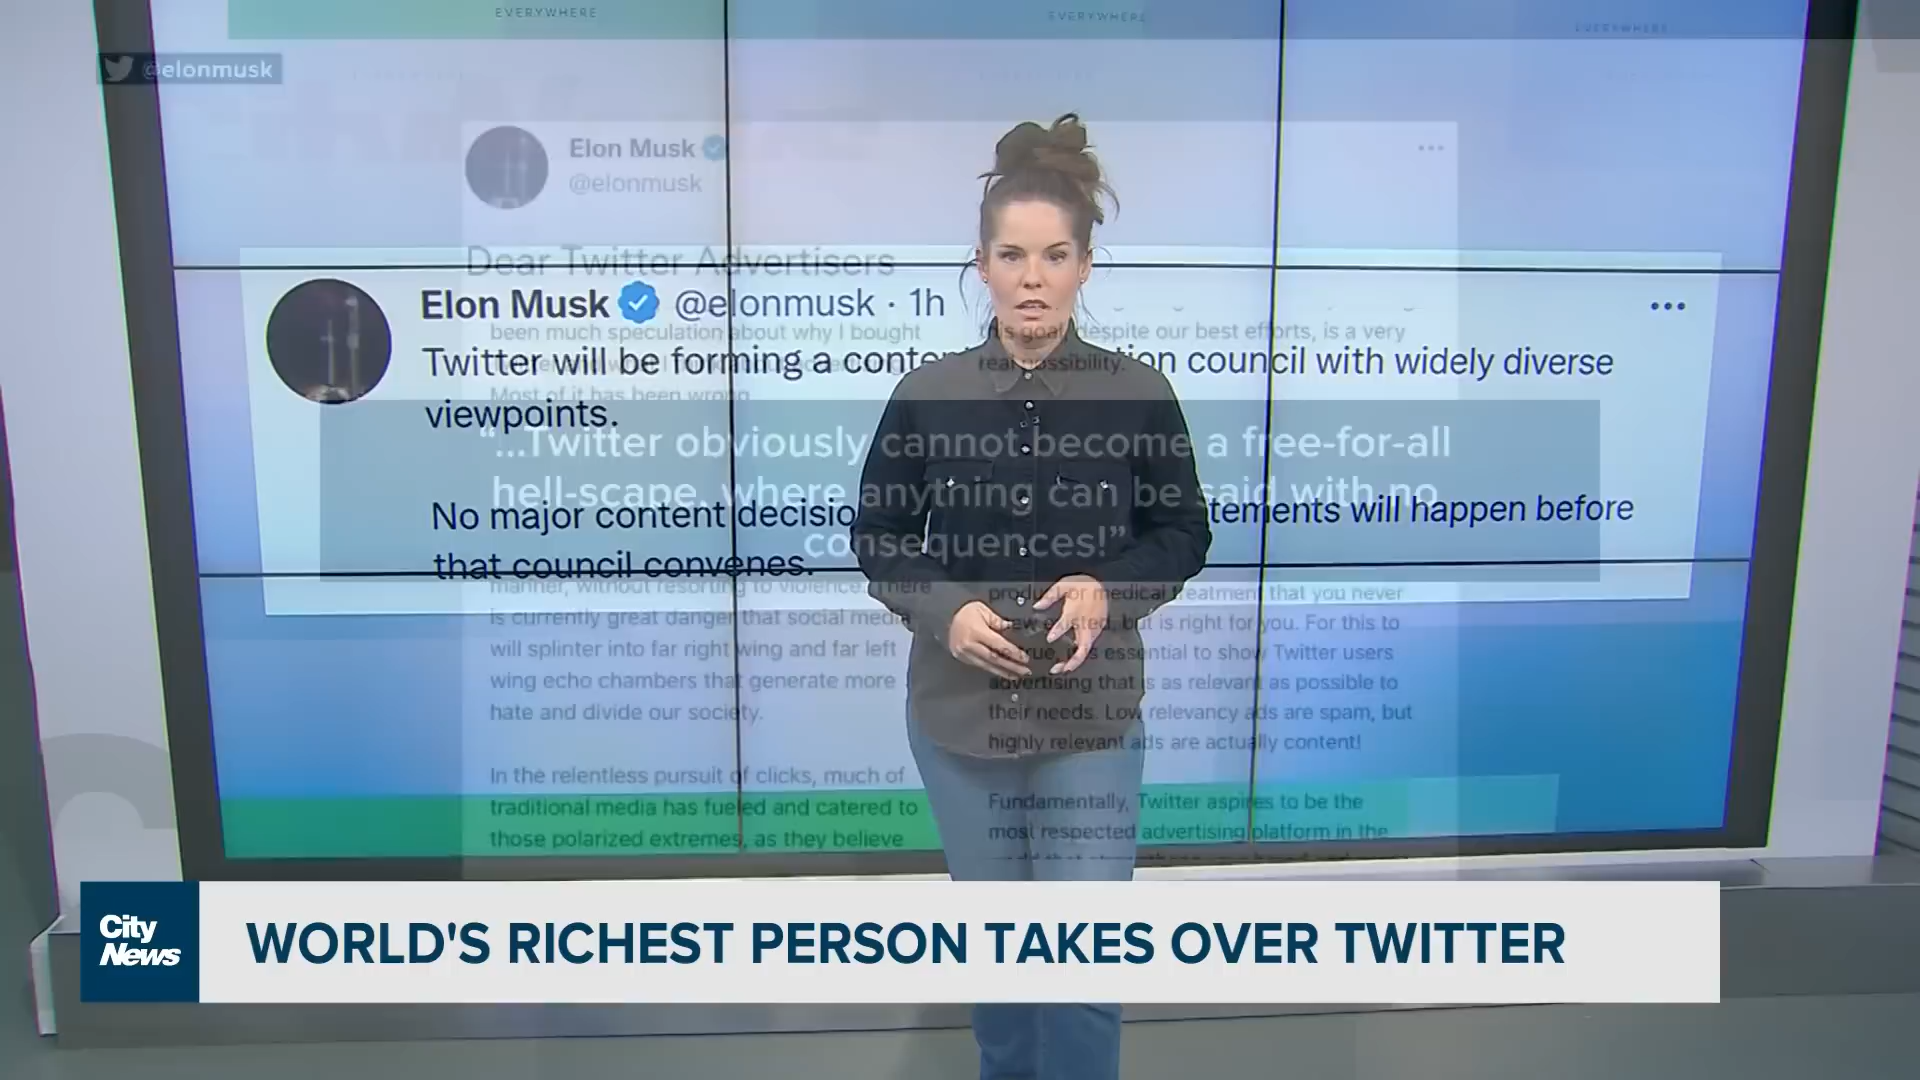 EVERYWHERE
EVERYWHERE
EVERYWHERE
@elonmusk
Elon Musk
@elonmusk
Dear Twitter Advertisers
Elon Musk @elonmusk · 1h
been much speculation about why I bought
Twitter will be forming a conte
n council with widely diverse
Most of it has been wrong.
viewpoints.
this goal despite our best efforts, is a very
real possibility.
"...Twitter obviously cannot become a free-for-all
hell-scape, where anything can be said with no
consequences!"
No major content decisio
tements will happen before
that council convenes.
manner, without resorting to violence. There
is currently great danger that social media
will splinter into far right wing and far left
wing echo chambers that generate more
hate and divide our society.
In the relentless pursuit of clicks, much of
traditional media has fueled and catered to
those polarized extremes, as they believe
product or medical treatment that you never
knew existed, but is right for you. For this to
be true, it is essential to show Twitter users
advertising that is as relevant as possible to
their needs. Low relevancy ads are spam, but
highly relevant ads are actually content!
Fundamentally, Twitter aspires to be the
most respected advertising platform in the
City
News
WORLD'S RICHEST PERSON TAKES OVER TWITTER